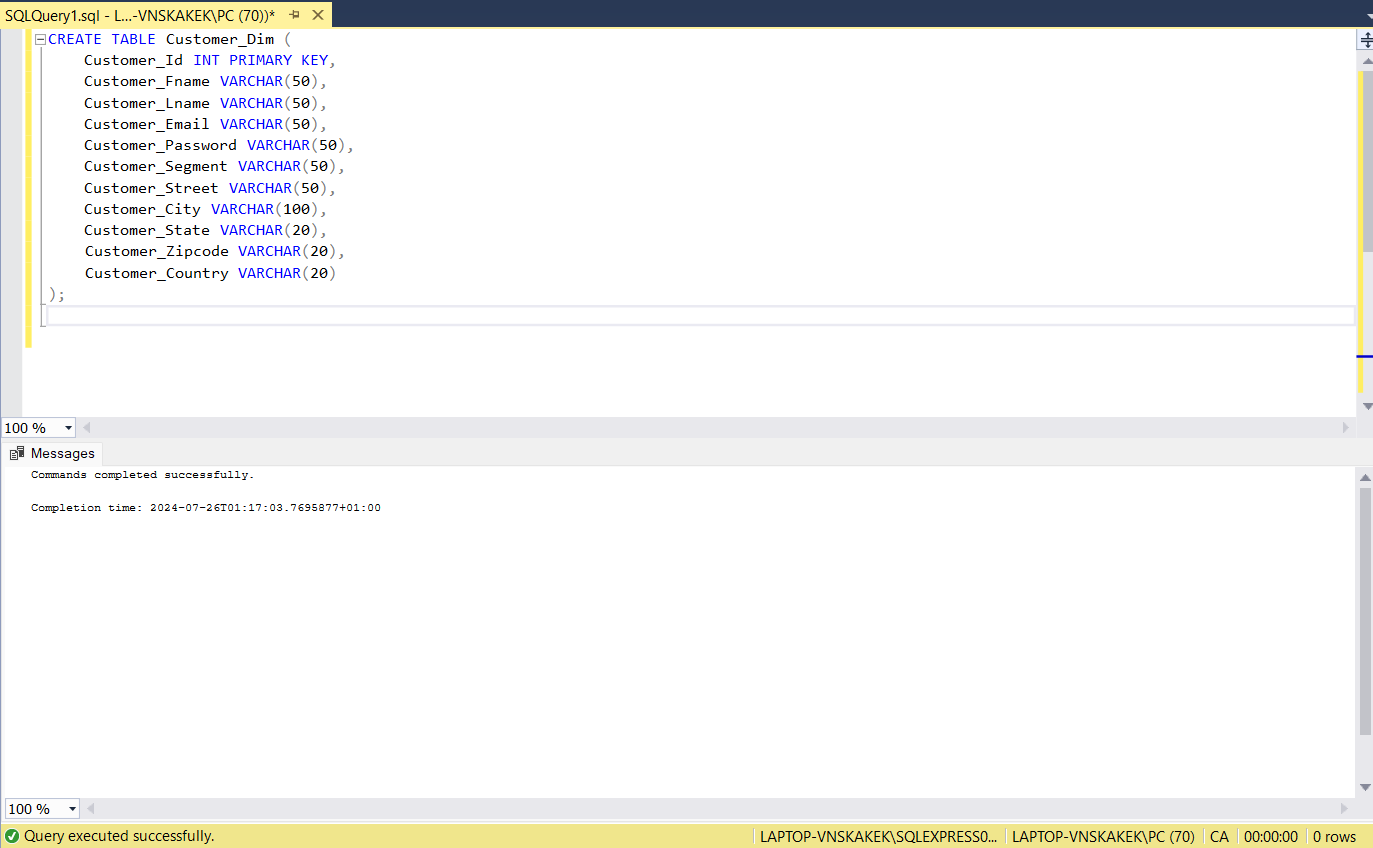 SQLQuery1.sql - L...-VNSKAKEK\PC (70))*
CREATE TABLE Customer_Dim (
Customer_Id INT PRIMARY KEY,
Customer_Fname VARCHAR(50),
Customer_Lname VARCHAR(50),
Customer_Email VARCHAR(50),
Customer_Password VARCHAR(50),
Customer_Segment VARCHAR(50),
Customer_Street VARCHAR(50),
Customer_City VARCHAR(100),
Customer_State VARCHAR(20),
Customer_Zipcode VARCHAR(20),
Customer_Country VARCHAR(20)
);
100 %
Messages
Commands completed successfully.
Completion time: 2024-07-26T01:17:03.7695877+01:00
100 %
Query executed successfully. LAPTOP-VNSKAKEK\SQLEXPRESS0... LAPTOP-VNSKAKEK\PC (70) CA 00:00:00 0 rows